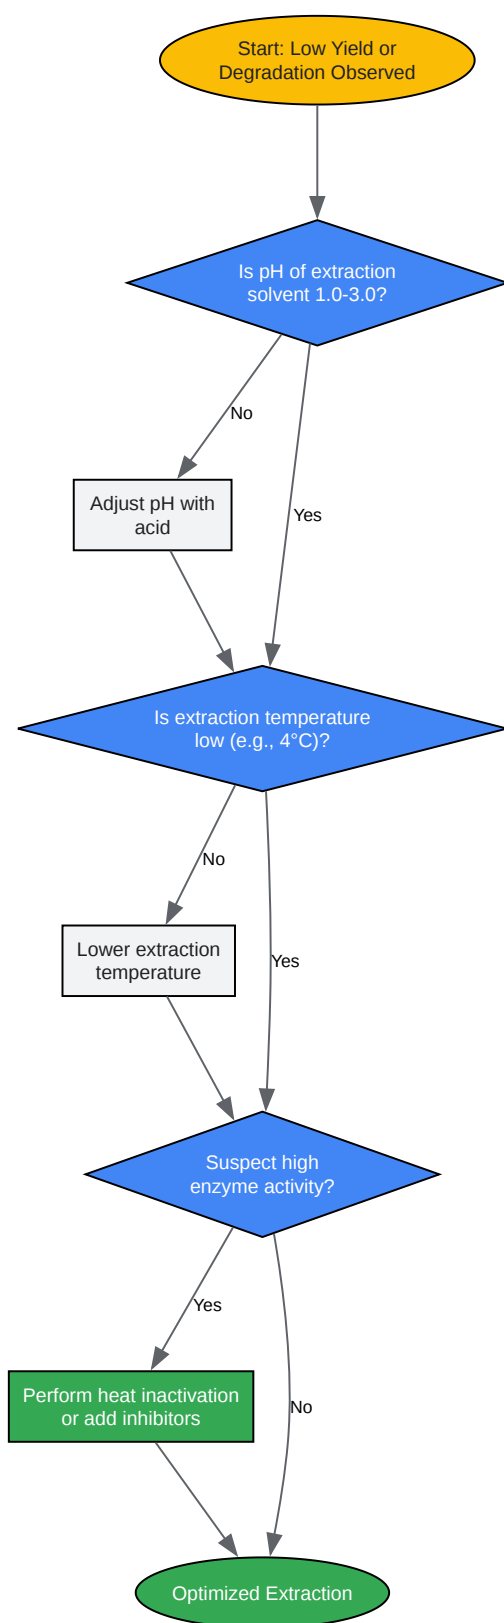 Start: Low Yield or
Degradation Observed
Is pH of extraction
solvent 1.0-3.0?
No
Adjust pH with
acid
Yes
Is extraction temperature
low (e.g., 4°C)?
No
Lower extraction
temperature
Yes
Suspect high
enzyme activity?
Yes
Perform heat inactivation
or add inhibitors
No
Optimized Extraction